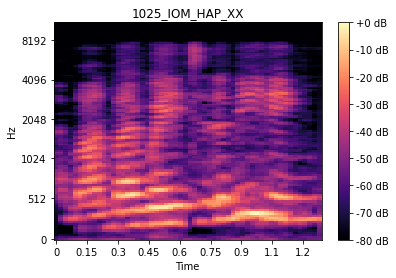 1025_IOM_HAP_XX
+0 dB
8192
-10 dB
4096
-20 dB
-30 dB
2048
Hz
-40 dB
1024
-50 dB
512
-60 dB
-70 dB
0
-80 dB
0 0.15 0.3 0.45 0.6 0.75 0.9 1.1 1.2
Time